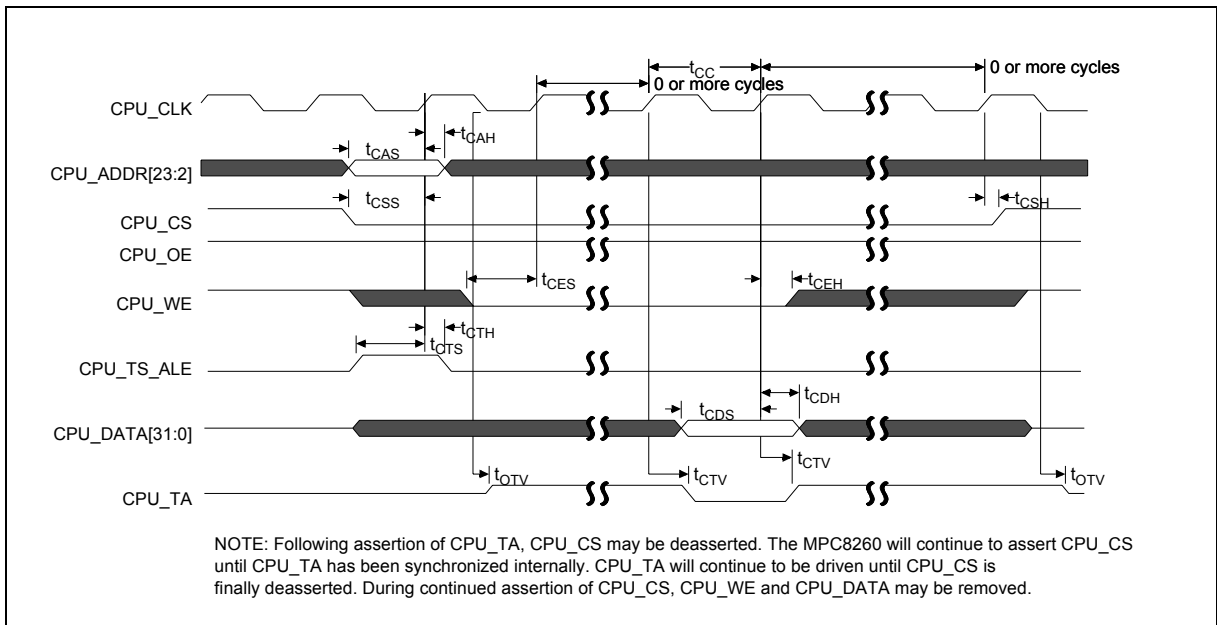 tCC
0 or more cycles
0 or more cycles
CPU_CLK
tCAH
tCAS
CPU_ADDR[23:2]
tCSS
tCSH
CPU_CS
CPU_OE
tCES
tCEH
CPU_WE
tCTH
tCTS
CPU_TS_ALE
tCDH
tCDS
CPU_DATA[31:0]
tCTV
tOTV
tCTV
tOTV
CPU_TA
NOTE: Following assertion of CPU_TA, CPU_CS may be deasserted. The MPC8260 will continue to assert CPU_CS
until CPU_TA has been synchronized internally. CPU_TA will continue to be driven until CPU_CS is
finally deasserted. During continued assertion of CPU_CS, CPU_WE and CPU_DATA may be removed.